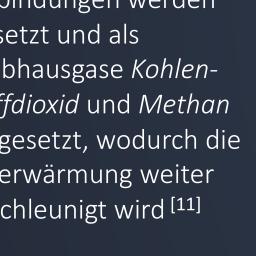 bindungen werden
setzt und als
bhausgase Kohlen-
ffdioxid und Methan
gesetzt, wodurch die
erwärmung weiter
chleunigt wird [11]